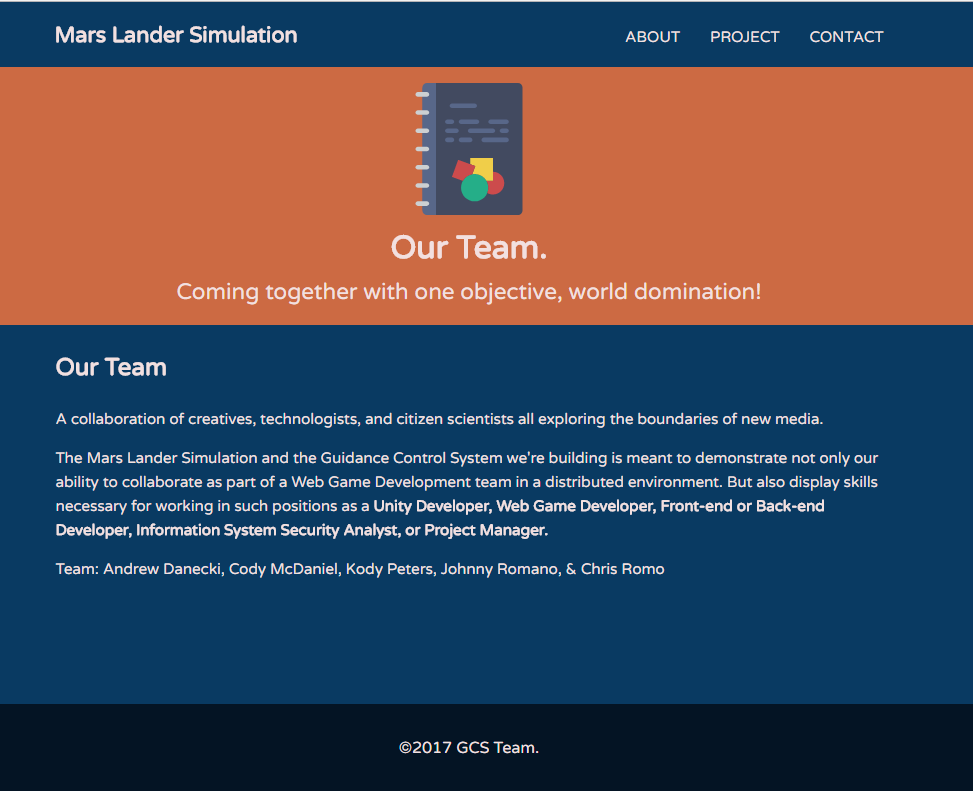 Mars Lander Simulation
ABOUT PROJECT CONTACT
Our Team.
Coming together with one objective, world domination!
Our Team
A collaboration of creatives, technologists, and citizen scientists all exploring the boundaries of new media.
The Mars Lander Simulation and the Guidance Control System we're building is meant to demonstrate not only our
ability to collaborate as part of a Web Game Development team in a distributed environment. But also display skills
necessary for working in such positions as a Unity Developer, Web Game Developer, Front-end or Back-end
Developer, Information System Security Analyst, or Project Manager.
Team: Andrew Danecki, Cody McDaniel, Kody Peters, Johnny Romano, & Chris Romo
©2017 GCS Team.